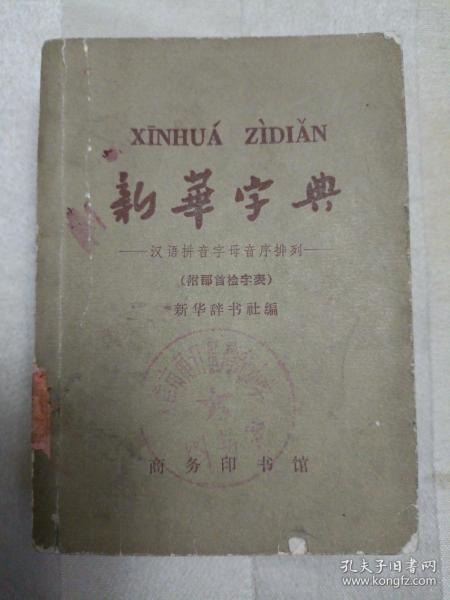 XĪNHUÁ ZÌDIǍN
新華字典
——汉语拼音字母音序排列——
(附部首检字表)
新华辞书社编
商务印书馆
孔夫子旧书网
www.kongfz.com